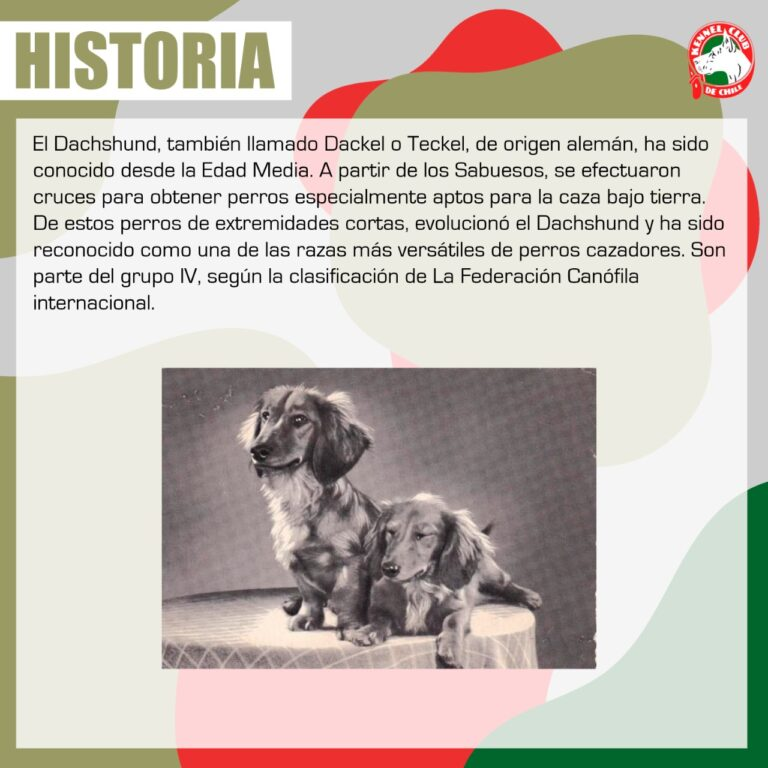 HISTORIA
KENNEL CLUB
DE CHILE
El Dachshund, también llamado Dackel o Teckel, de origen alemán, ha sido
conocido desde la Edad Media. A partir de los Sabuesos, se efectuaron
cruces para obtener perros especialmente aptos para la caza bajo tierra.
De estos perros de extremidades cortas, evolucionó el Dachshund y ha sido
reconocido como una de las razas más versátiles de perros cazadores. Son
parte del grupo IV, según la clasificación de La Federación Canófila
internacional.